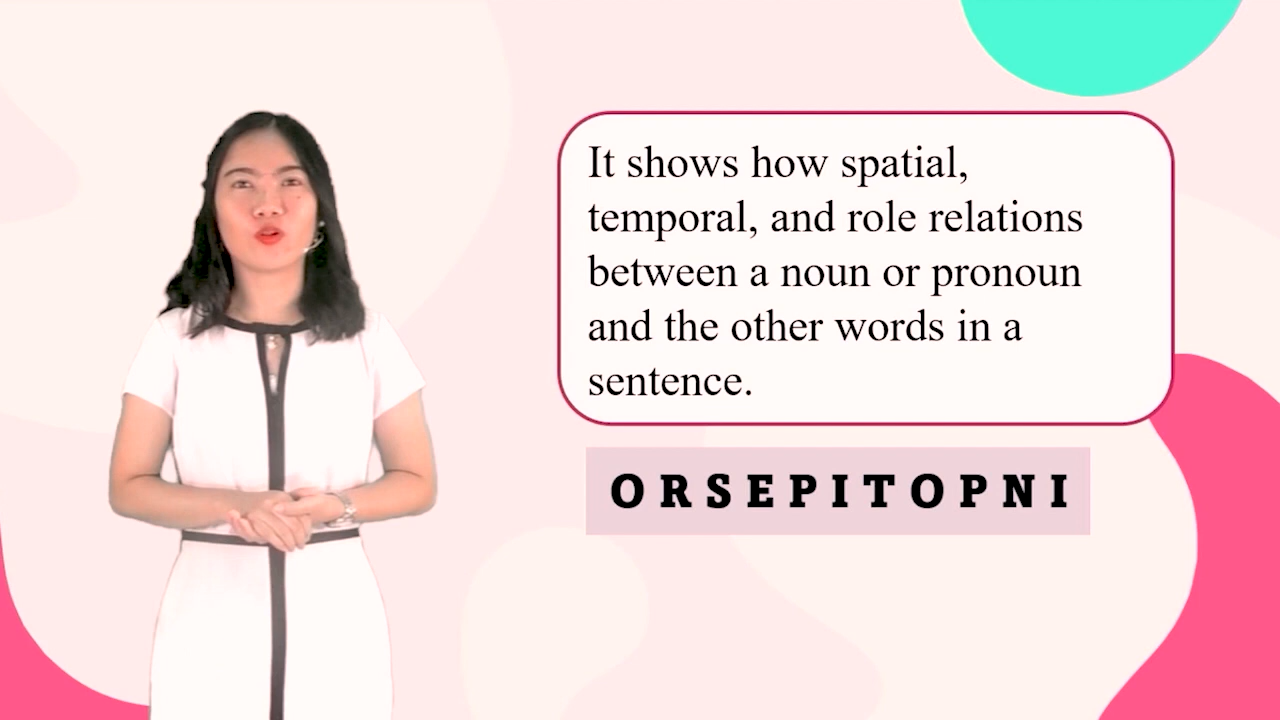 It shows how spatial,
temporal, and role relations
between a noun or pronoun
and the other words in a
sentence.
ORSEPITOPNI